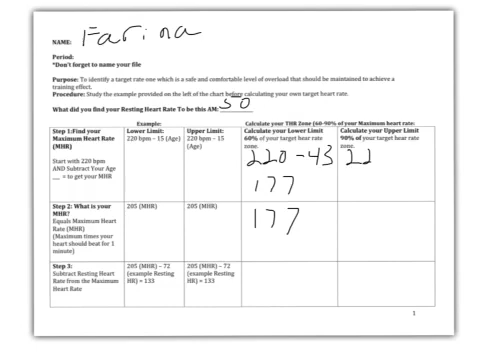 NAME: Farina
Period:
*Don't forget to name your file
Purpose: To identify a target rate one which is a safe and comfortable level of overload that should be maintained to achieve a
training effect.
Procedure: Study the example provided on the left of the chart before calculating your own target heart rate.
What did you find your Resting Heart Rate To be this AM: 50
Example: Calculate your THR Zone (60-90% of your Maximum heart rate:
Step 1:Find your
Maximum Heart Rate
(MHR)
Start with 220 bpm
AND Subtract Your Age
__ = to get your MHR
Lower Limit:
220 bpm – 15 (Age)
Upper Limit:
220 bpm – 15
(Age)
Calculate your Lower Limit
60% of your target hear rate
zone.
220 - 43
177
Calculate your Upper Limit
90% of your target hear rate
zone.
22
Step 2: What is your
MHR?
Equals Maximum Heart
Rate (MHR)
(Maximum times your
heart should beat for 1
minute)
205 (MHR)
205 (MHR)
177
Step 3:
Subtract Resting Heart
Rate from the Maximum
Heart Rate
205 (MHR) – 72
(example Resting
HR) = 133
205 (MHR) – 72
(example Resting
HR) = 133
1